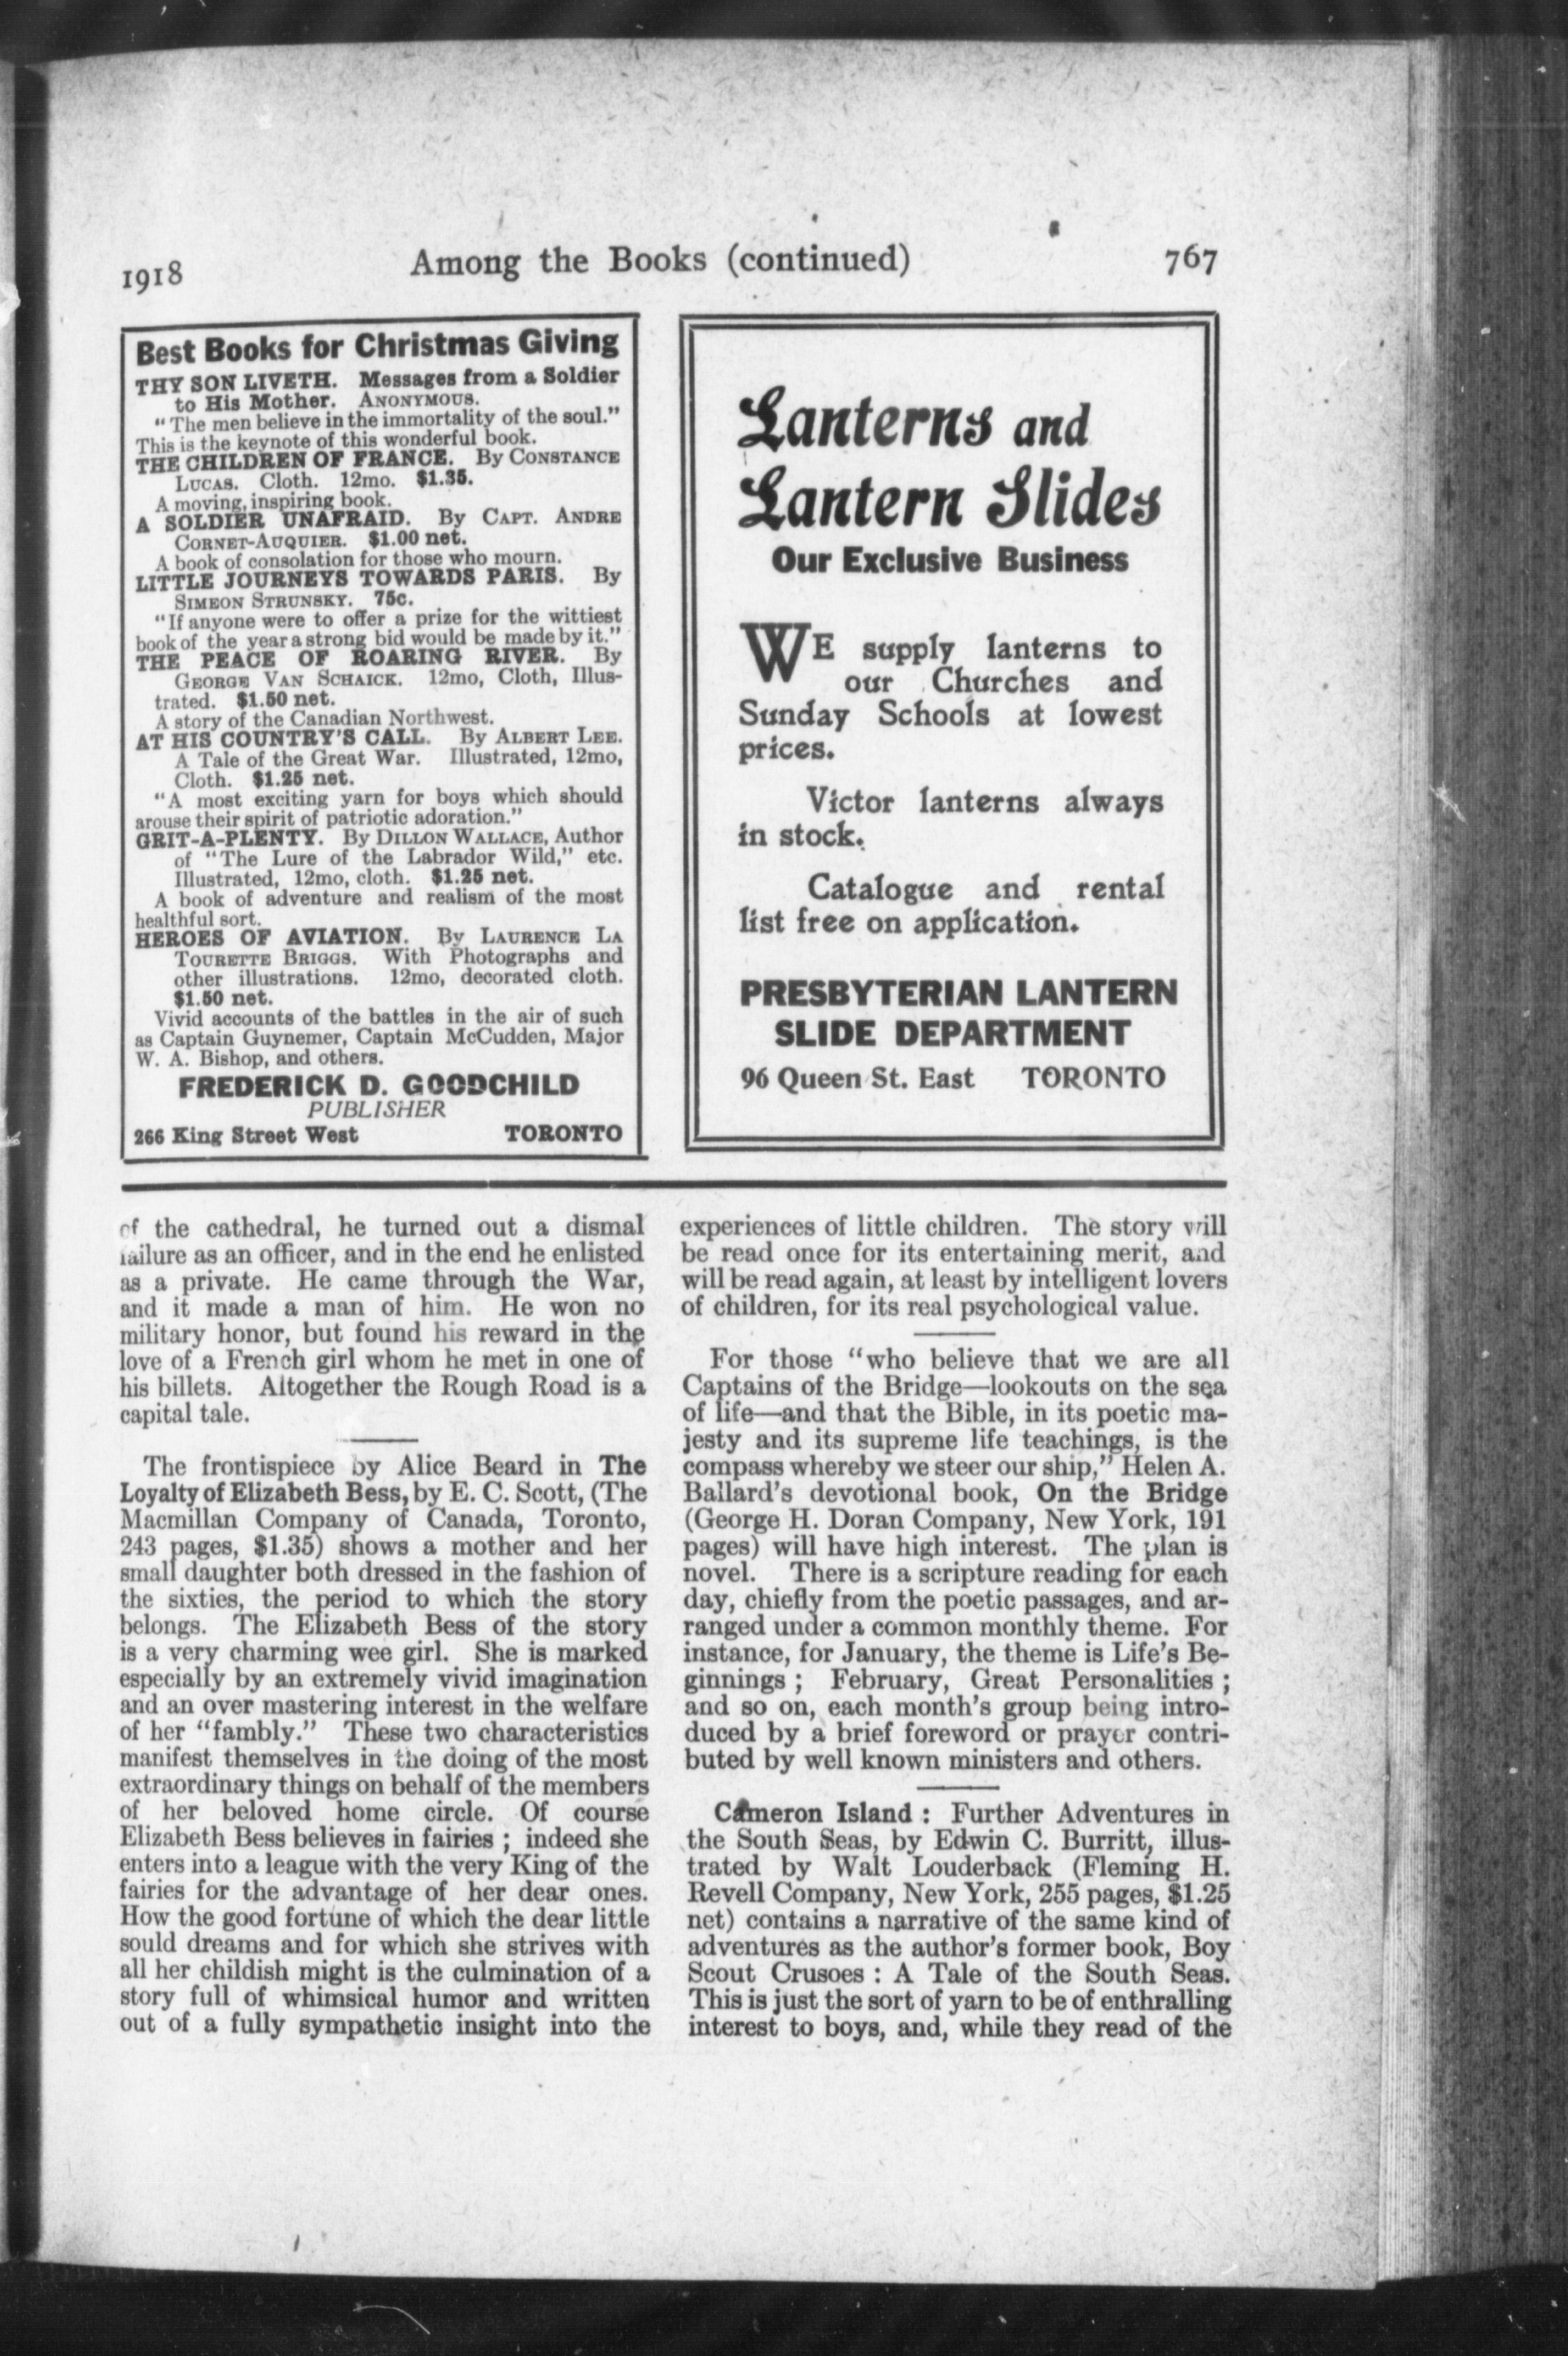 1918
Among the Books (continued)
767
Best Books for Christmas Giving
THY SON LIVETH. Messages from a Soldier
to His Mother. ANONYMOUS.
"The men believe in the immortality of the soul."
This is the keynote of this wonderful book.
THE CHILDREN OF FRANCE. By CONSTANCE
LUCAS. Cloth. 12mo. $1.35.
A moving, inspiring book.
A SOLDIER UNAFRAID. By CAPT. ANDRE
CORNET-AUQUIER. $1.00 net.
A book of consolation for those who mourn.
LITTLE JOURNEYS TOWARDS PARIS. By
SIMEON STRUNSKY. 75c.
"If anyone were to offer a prize for the wittiest
book of the year a strong bid would be made by it."
THE PEACE OF ROARING RIVER. By
GEORGE VAN SCHAICK. 12mo, Cloth, Illus-
trated. $1.50 net.
A story of the Canadian Northwest.
AT HIS COUNTRY'S CALL. By ALBERT LEE.
A Tale of the Great War. Illustrated, 12mo,
Cloth. $1.25 net.
"A most exciting yarn for boys which should
arouse their spirit of patriotic adoration."
GRIT-A-PLENTY. By DILLON WALLACE, Author
of "The Lure of the Labrador Wild," etc.
Illustrated, 12mo, cloth. $1.25 net.
A book of adventure and realism of the most
healthful sort.
HEROES OF AVIATION. By LAURENCE LA
TOURETTE BRIGGS. With Photographs and
other illustrations. 12mo, decorated cloth.
$1.50 net.
Vivid accounts of the battles in the air of such
as Captain Guynemer, Captain McCudden, Major
W. A. Bishop, and others.
FREDERICK D. GOODCHILD
PUBLISHER
266 King Street West TORONTO
Lanterns and
Lantern Slides
Our Exclusive Business
WE supply lanterns to
our Churches and
Sunday Schools at lowest
prices.
Victor lanterns always
in stock.
Catalogue and rental
list free on application.
PRESBYTERIAN LANTERN
SLIDE DEPARTMENT
96 Queen St. East TORONTO
of the cathedral, he turned out a dismal
failure as an officer, and in the end he enlisted
as a private. He came through the War,
and it made a man of him. He won no
military honor, but found his reward in the
love of a French girl whom he met in one of
his billets. Altogether the Rough Road is a
capital tale.
The frontispiece by Alice Beard in The
Loyalty of Elizabeth Bess, by E. C. Scott, (The
Macmillan Company of Canada, Toronto,
243 pages, $1.35) shows a mother and her
small daughter both dressed in the fashion of
the sixties, the period to which the story
belongs. The Elizabeth Bess of the story
is a very charming wee girl. She is marked
especially by an extremely vivid imagination
and an over mastering interest in the welfare
of her "fambly." These two characteristics
manifest themselves in the doing of the most
extraordinary things on behalf of the members
of her beloved home circle. Of course
Elizabeth Bess believes in fairies ; indeed she
enters into a league with the very King of the
fairies for the advantage of her dear ones.
How the good fortune of which the dear little
sould dreams and for which she strives with
all her childish might is the culmination of a
story full of whimsical humor and written
out of a fully sympathetic insight into the
experiences of little children. The story will
be read once for its entertaining merit, and
will be read again, at least by intelligent lovers
of children, for its real psychological value.
For those "who believe that we are all
Captains of the Bridge—lookouts on the sea
of life—and that the Bible, in its poetic ma-
jesty and its supreme life teachings, is the
compass whereby we steer our ship," Helen A.
Ballard's devotional book, On the Bridge
(George H. Doran Company, New York, 191
pages) will have high interest. The plan is
novel. There is a scripture reading for each
day, chiefly from the poetic passages, and ar-
ranged under a common monthly theme. For
instance, for January, the theme is Life's Be-
ginnings ; February, Great Personalities ;
and so on, each month's group being intro-
duced by a brief foreword or prayer contri-
buted by well known ministers and others.
Cameron Island : Further Adventures in
the South Seas, by Edwin C. Burritt, illus-
trated by Walt Louderback (Fleming H.
Revell Company, New York, 255 pages, $1.25
net) contains a narrative of the same kind of
adventures as the author's former book, Boy
Scout Crusoes : A Tale of the South Seas.
This is just the sort of yarn to be of enthralling
interest to boys, and, while they read of the